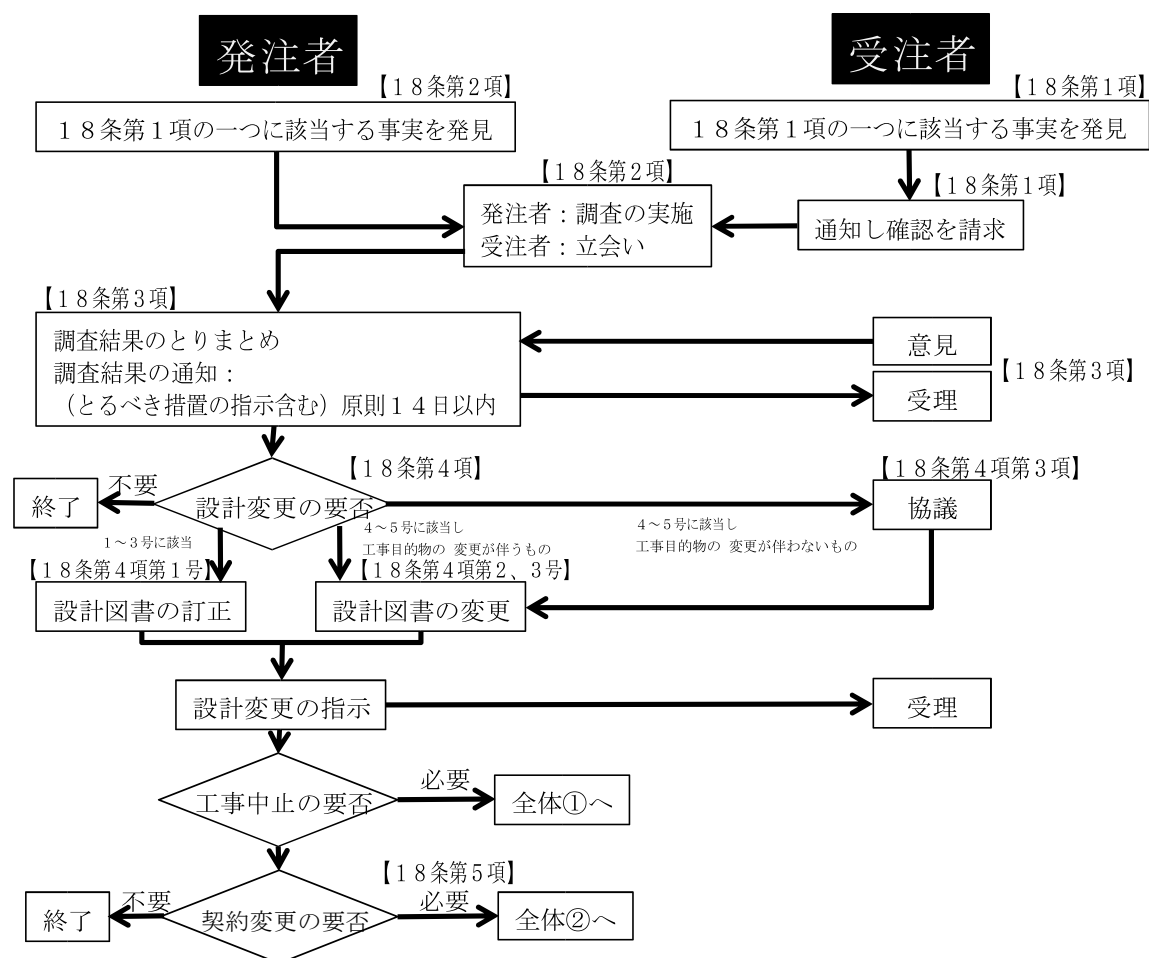 発注者
受注者
【18条第2項】
【18条第1項】
18条第1項の一つに該当する事実を発見
18条第1項の一つに該当する事実を発見
【18条第2項】
【18条第1項】
発注者：調査の実施
受注者：立会い
通知し確認を請求
【18条第3項】
調査結果のとりまとめ
調査結果の通知：
（とるべき措置の指示含む）原則14日以内
意見
【18条第3項】
受理
【18条第4項】
【18条第4項第3項】
不要
終了
設計変更の要否
協議
1～3号に該当
4～5号に該当し
工事目的物の 変更が伴うもの
4～5号に該当し
工事目的物の 変更が伴わないもの
【18条第4項第1号】
【18条第4項第2、3号】
設計図書の訂正
設計図書の変更
設計変更の指示
受理
工事中止の要否
必要
全体①へ
【18条第5項】
不要
終了
契約変更の要否
必要
全体②へ